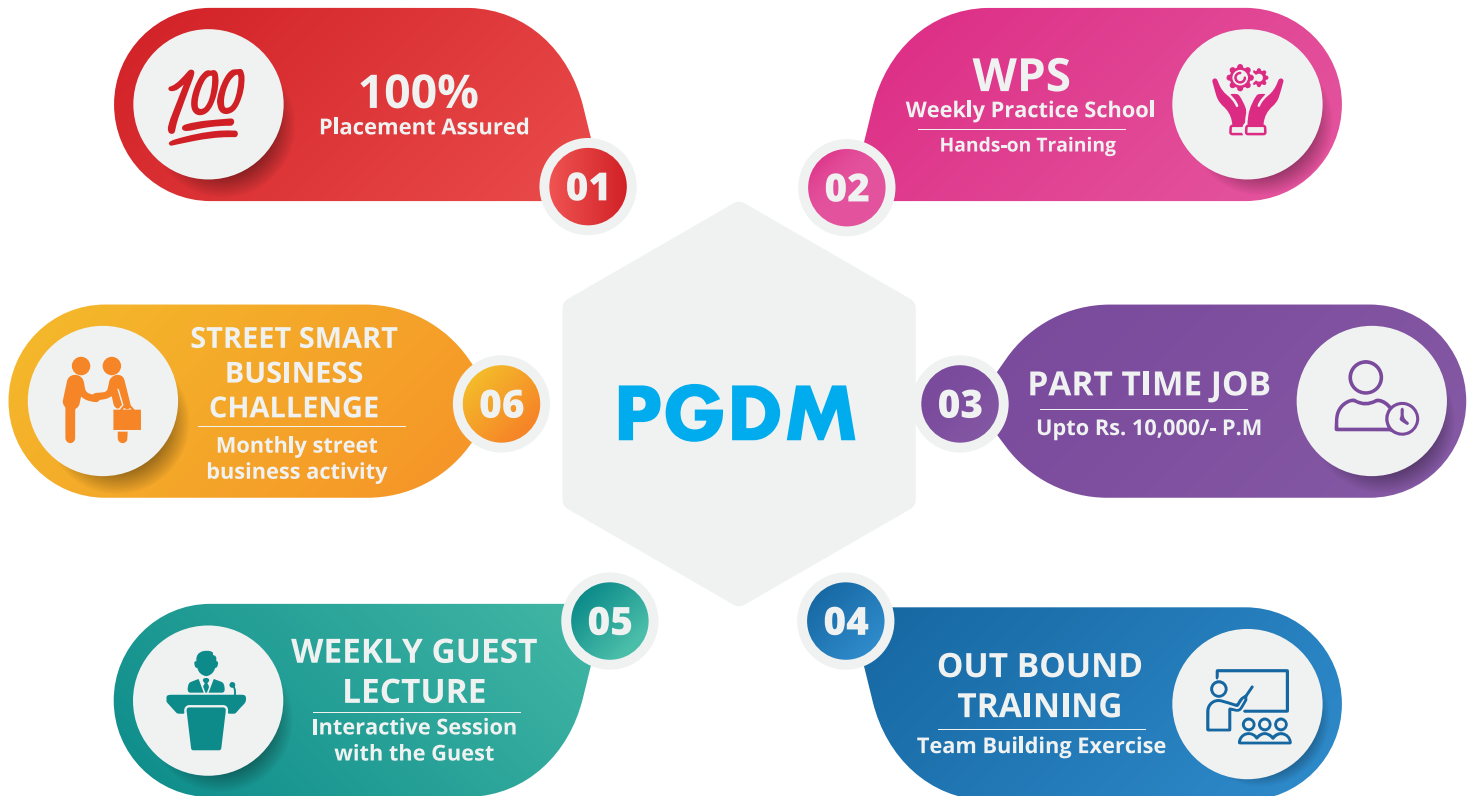 100
100%
Placement Assured
01
WPS
Weekly Practice School
Hands-on Training
02
PGDM
PART TIME JOB
Upto Rs. 10,000/- P.M
03
OUT BOUND
TRAINING
Team Building Exercise
04
WEEKLY GUEST
LECTURE
Interactive Session
with the Guest
05
STREET SMART
BUSINESS
CHALLENGE
Monthly street
business activity
06